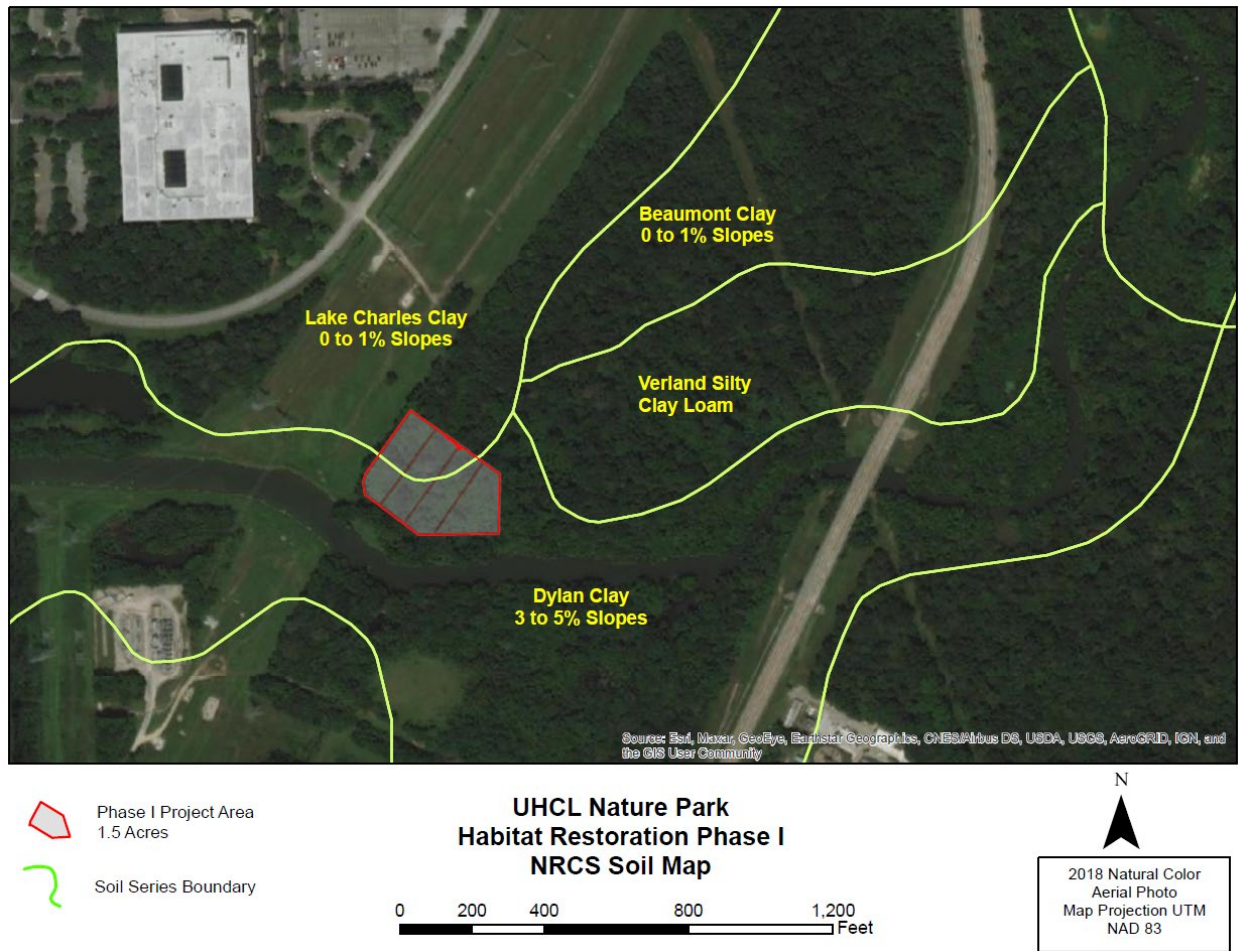 Beaumont Clay
0 to 1% Slopes
Lake Charles Clay
0 to 1% Slopes
Verland Silty
Clay Loam
Dylan Clay
3 to 5% Slopes
Source: Esri, Maxar, GeoEye, Earthstar Geographics, CNES/Airbus DS, USDA, USGS, AeroGRID, IGN, and
the GIS User Community
Phase I Project Area
1.5 Acres
Soil Series Boundary
UHCL Nature Park
Habitat Restoration Phase I
NRCS Soil Map
0 200 400 800 1,200
Feet
N
2018 Natural Color
Aerial Photo
Map Projection UTM
NAD 83